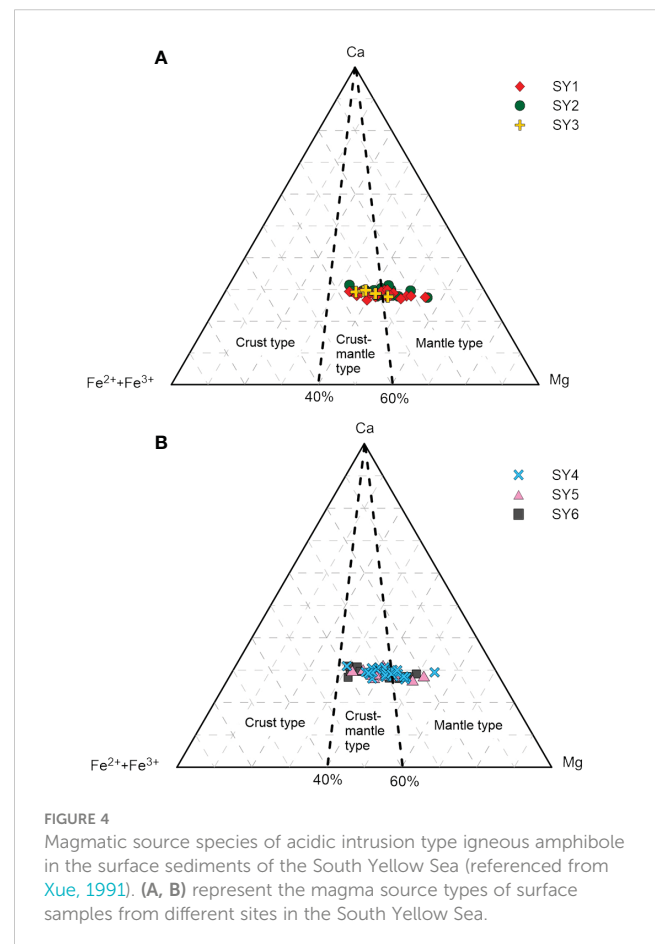 A
Ca
SY1
SY2
SY3
Crust type
Crust-
mantle
type
Mantle type
Fe²⁺+Fe³⁺
Mg
40%
60%
B
Ca
SY4
SY5
SY6
Crust type
Crust-
mantle
type
Mantle type
Fe²⁺+Fe³⁺
Mg
40%
60%
FIGURE 4
Magmatic source species of acidic intrusion type igneous amphibole
in the surface sediments of the South Yellow Sea (referenced from
Xue, 1991). (A, B) represent the magma source types of surface
samples from different sites in the South Yellow Sea.